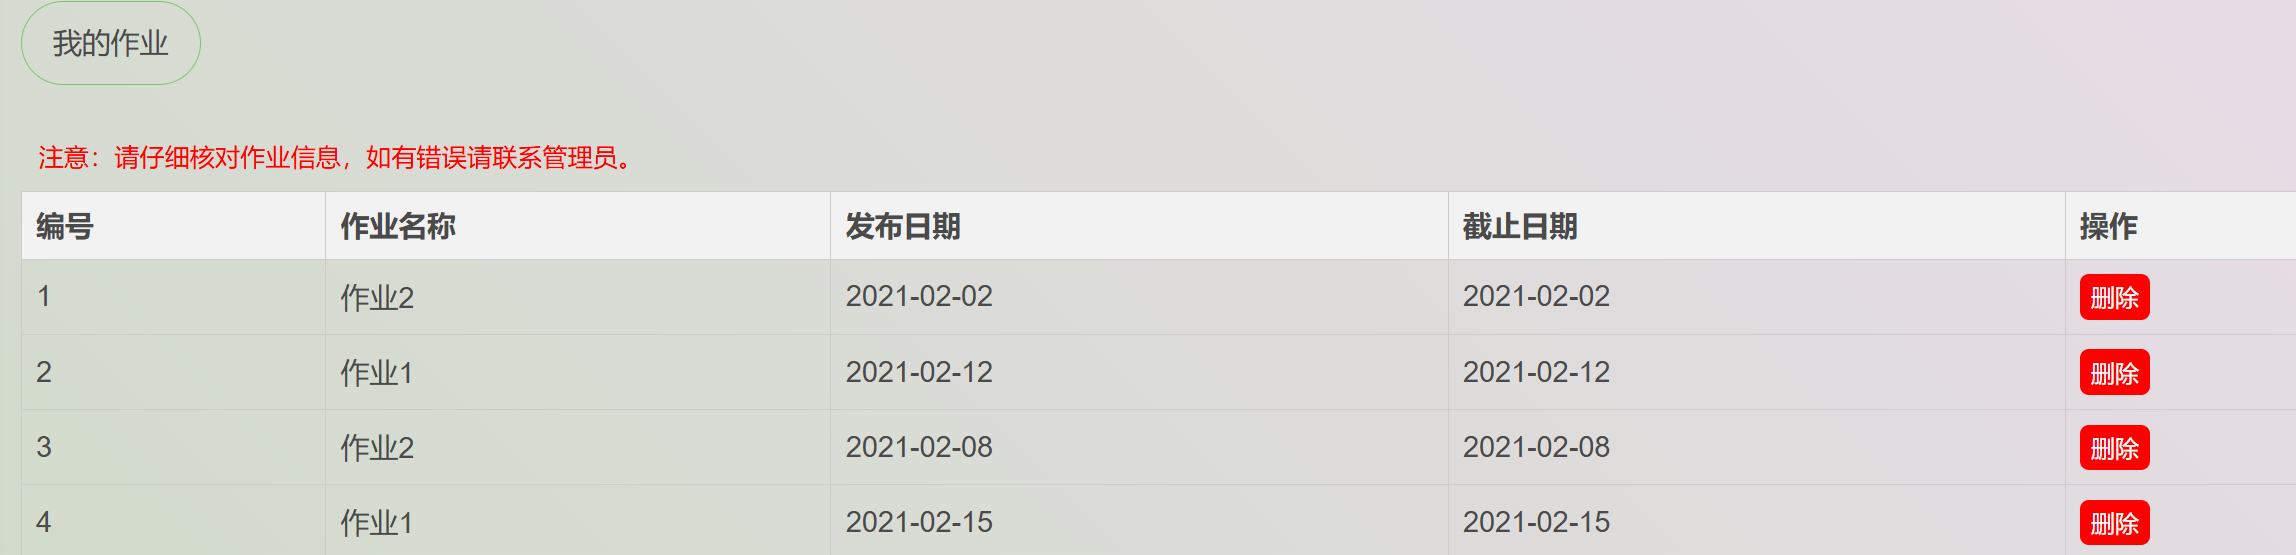 我的作业
注意：请仔细核对作业信息，如有错误请联系管理员。
编号 作业名称 发布日期 截止日期 操作
1 作业2 2021-02-02 2021-02-02 删除
2 作业1 2021-02-12 2021-02-12 删除
3 作业2 2021-02-08 2021-02-08 删除
4 作业1 2021-02-15 2021-02-15 删除